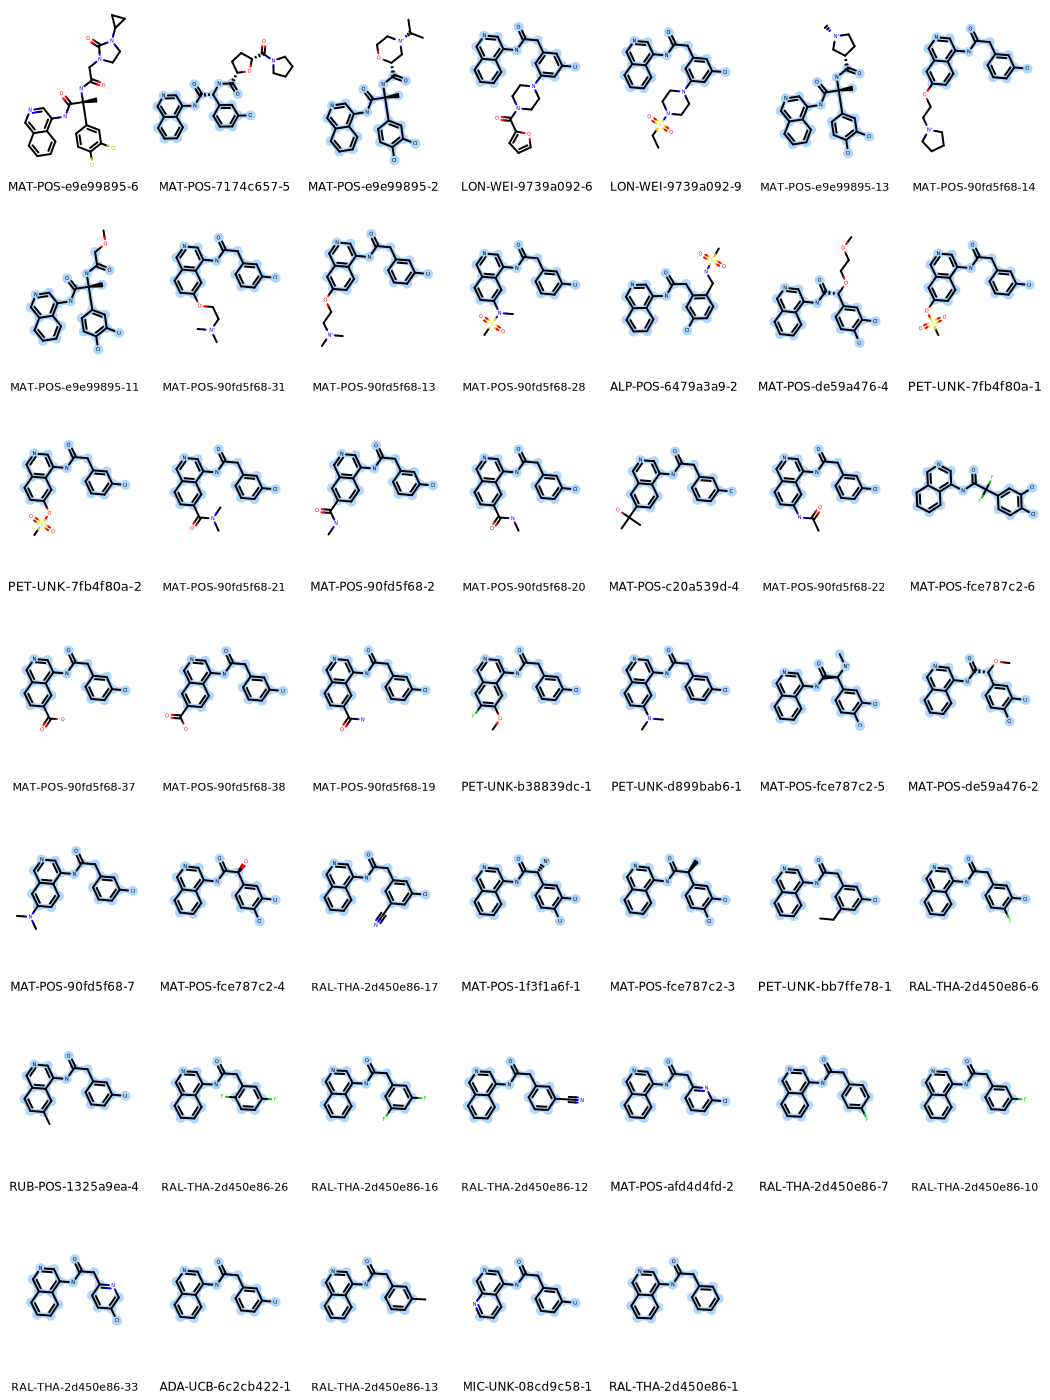 MAT-POS-e9e99895-6
MAT-POS-7174c657-5
MAT-POS-e9e99895-2
LON-WEI-9739a092-6
LON-WEI-9739a092-9
MAT-POS-e9e99895-13
MAT-POS-90fd5f68-14
MAT-POS-e9e99895-11
MAT-POS-90fd5f68-31
MAT-POS-90fd5f68-13
MAT-POS-90fd5f68-28
ALP-POS-6479a3a9-2
MAT-POS-de59a476-4
PET-UNK-7fb4f80a-1
PET-UNK-7fb4f80a-2
MAT-POS-90fd5f68-21
MAT-POS-90fd5f68-2
MAT-POS-90fd5f68-20
MAT-POS-c20a539d-4
MAT-POS-90fd5f68-22
MAT-POS-fce787c2-6
MAT-POS-90fd5f68-37
MAT-POS-90fd5f68-38
MAT-POS-90fd5f68-19
PET-UNK-b38839dc-1
PET-UNK-d899bab6-1
MAT-POS-fce787c2-5
MAT-POS-de59a476-2
MAT-POS-90fd5f68-7
MAT-POS-fce787c2-4
RAL-THA-2d450e86-17
MAT-POS-1f3f1a6f-1
MAT-POS-fce787c2-3
PET-UNK-bb7ffe78-1
RAL-THA-2d450e86-6
RUB-POS-1325a9ea-4
RAL-THA-2d450e86-26
RAL-THA-2d450e86-16
RAL-THA-2d450e86-12
MAT-POS-afd4d4fd-2
RAL-THA-2d450e86-7
RAL-THA-2d450e86-10
RAL-THA-2d450e86-33
ADA-UCB-6c2cb422-1
RAL-THA-2d450e86-13
MIC-UNK-08cd9c58-1
RAL-THA-2d450e86-1